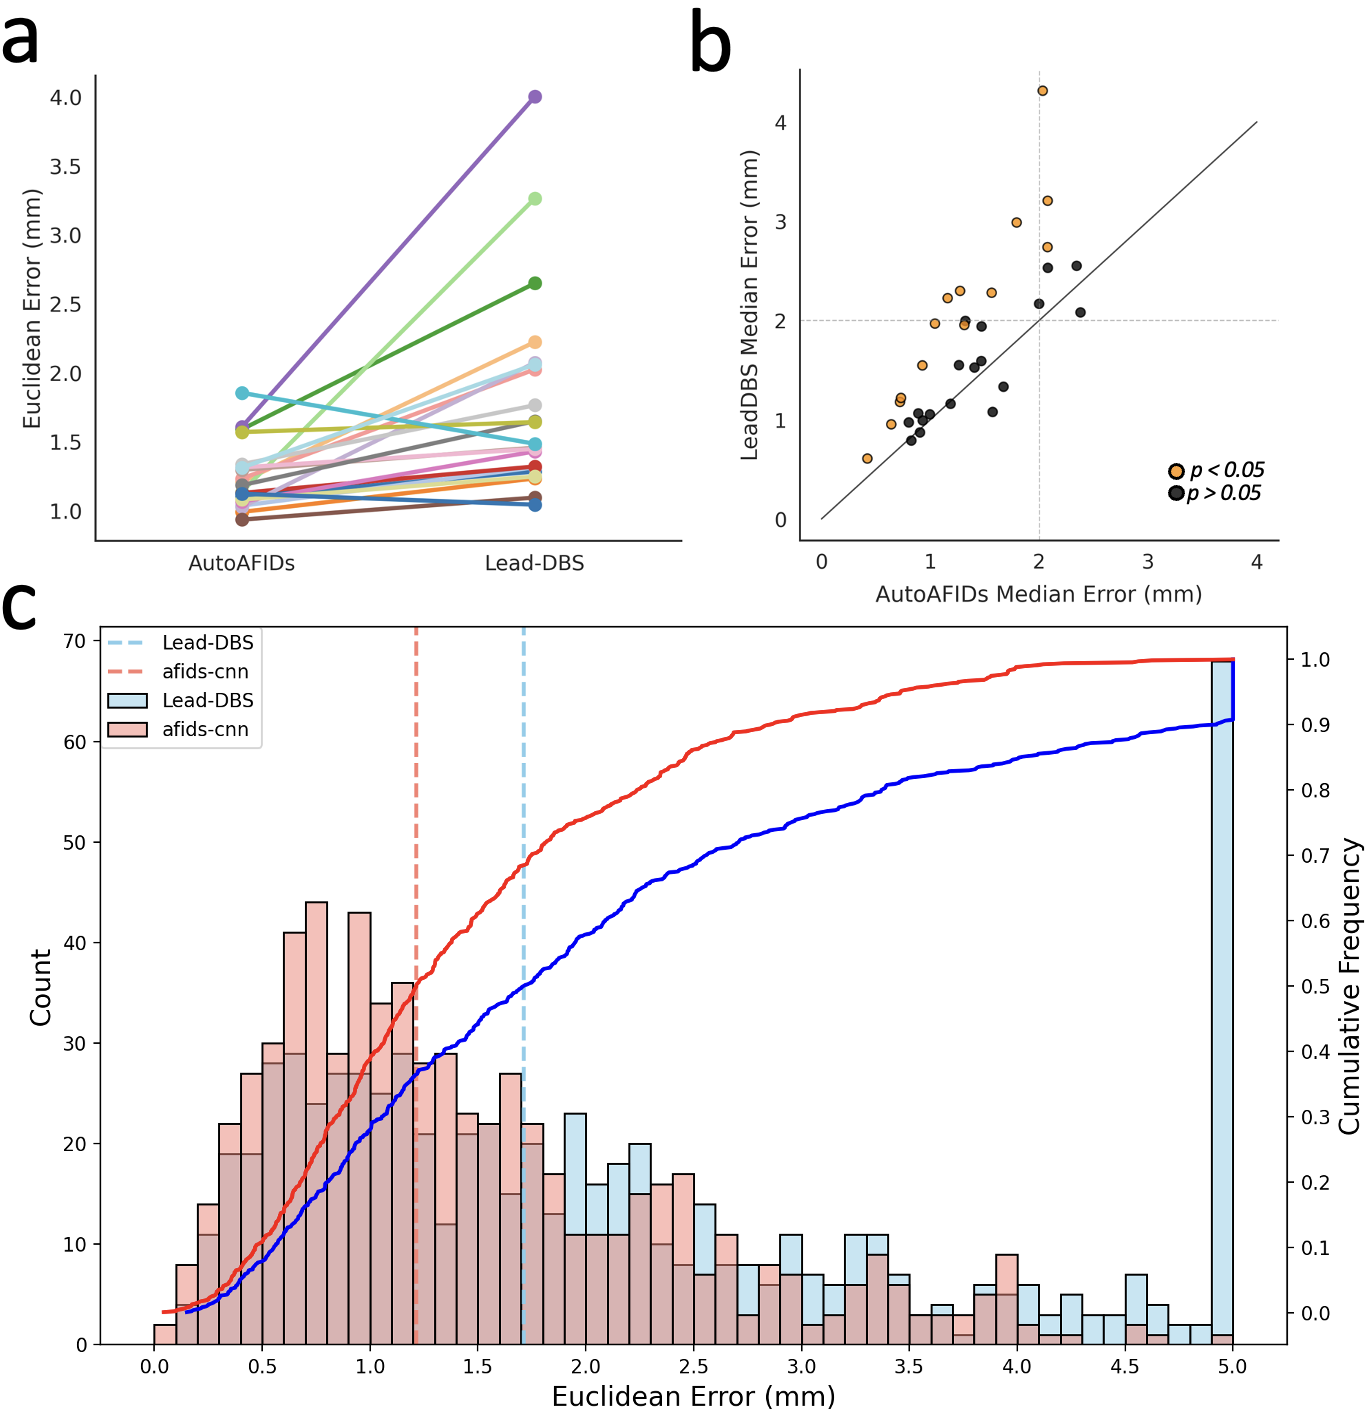 a
4.0
3.5
3.0
2.5
2.0
1.5
1.0
Euclidean Error (mm)
AutoAFIDs
Lead-DBS
b
4
3
2
1
0
LeadDBS Median Error (mm)
p < 0.05
p > 0.05
0 1 2 3 4
AutoAFIDs Median Error (mm)
c
70
60
50
40
30
20
10
0
Count
Lead-DBS
afids-cnn
Lead-DBS
afids-cnn
1.0
0.9
0.8
0.7
0.6
0.5
0.4
0.3
0.2
0.1
0.0
Cumulative Frequency
0.0 0.5 1.0 1.5 2.0 2.5 3.0 3.5 4.0 4.5 5.0
Euclidean Error (mm)